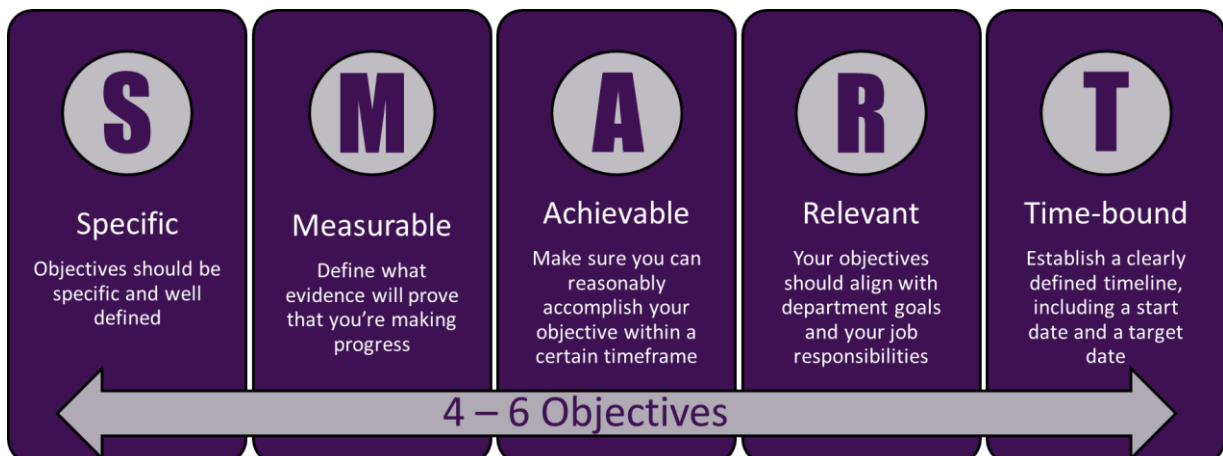 S
Specific
Objectives should be
specific and well
defined
M
Measurable
Define what
evidence will prove
that you're making
progress
A
Achievable
Make sure you can
reasonably
accomplish your
objective within a
certain timeframe
R
Relevant
Your objectives
should align with
department goals
and your job
responsibilities
T
Time-bound
Establish a clearly
defined timeline,
including a start
date and a target
date
4 – 6 Objectives